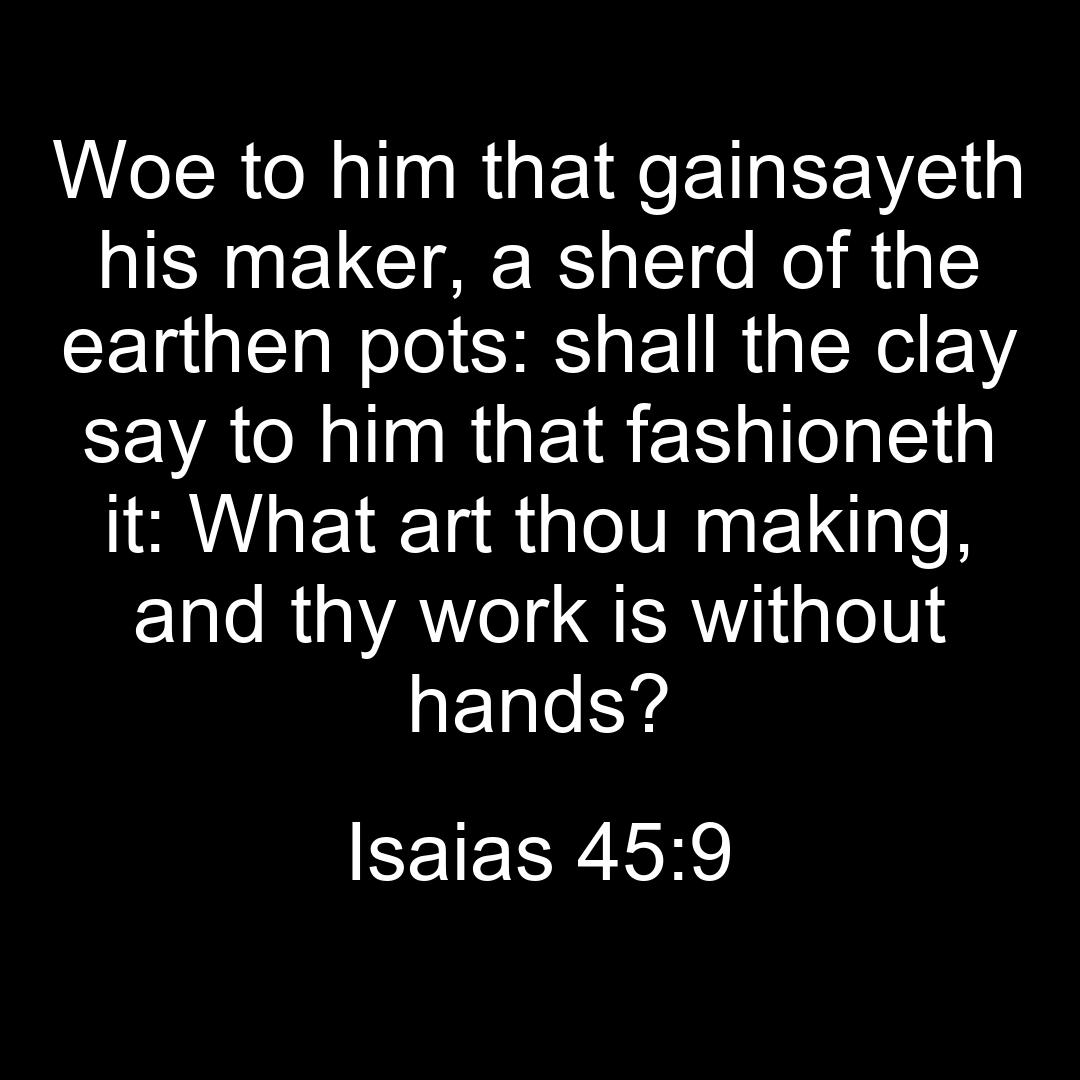 Woe to him that gainsayeth
his maker, a sherd of the
earthen pots: shall the clay
say to him that fashioneth
it: What art thou making,
and thy work is without
hands?
Isaias 45:9